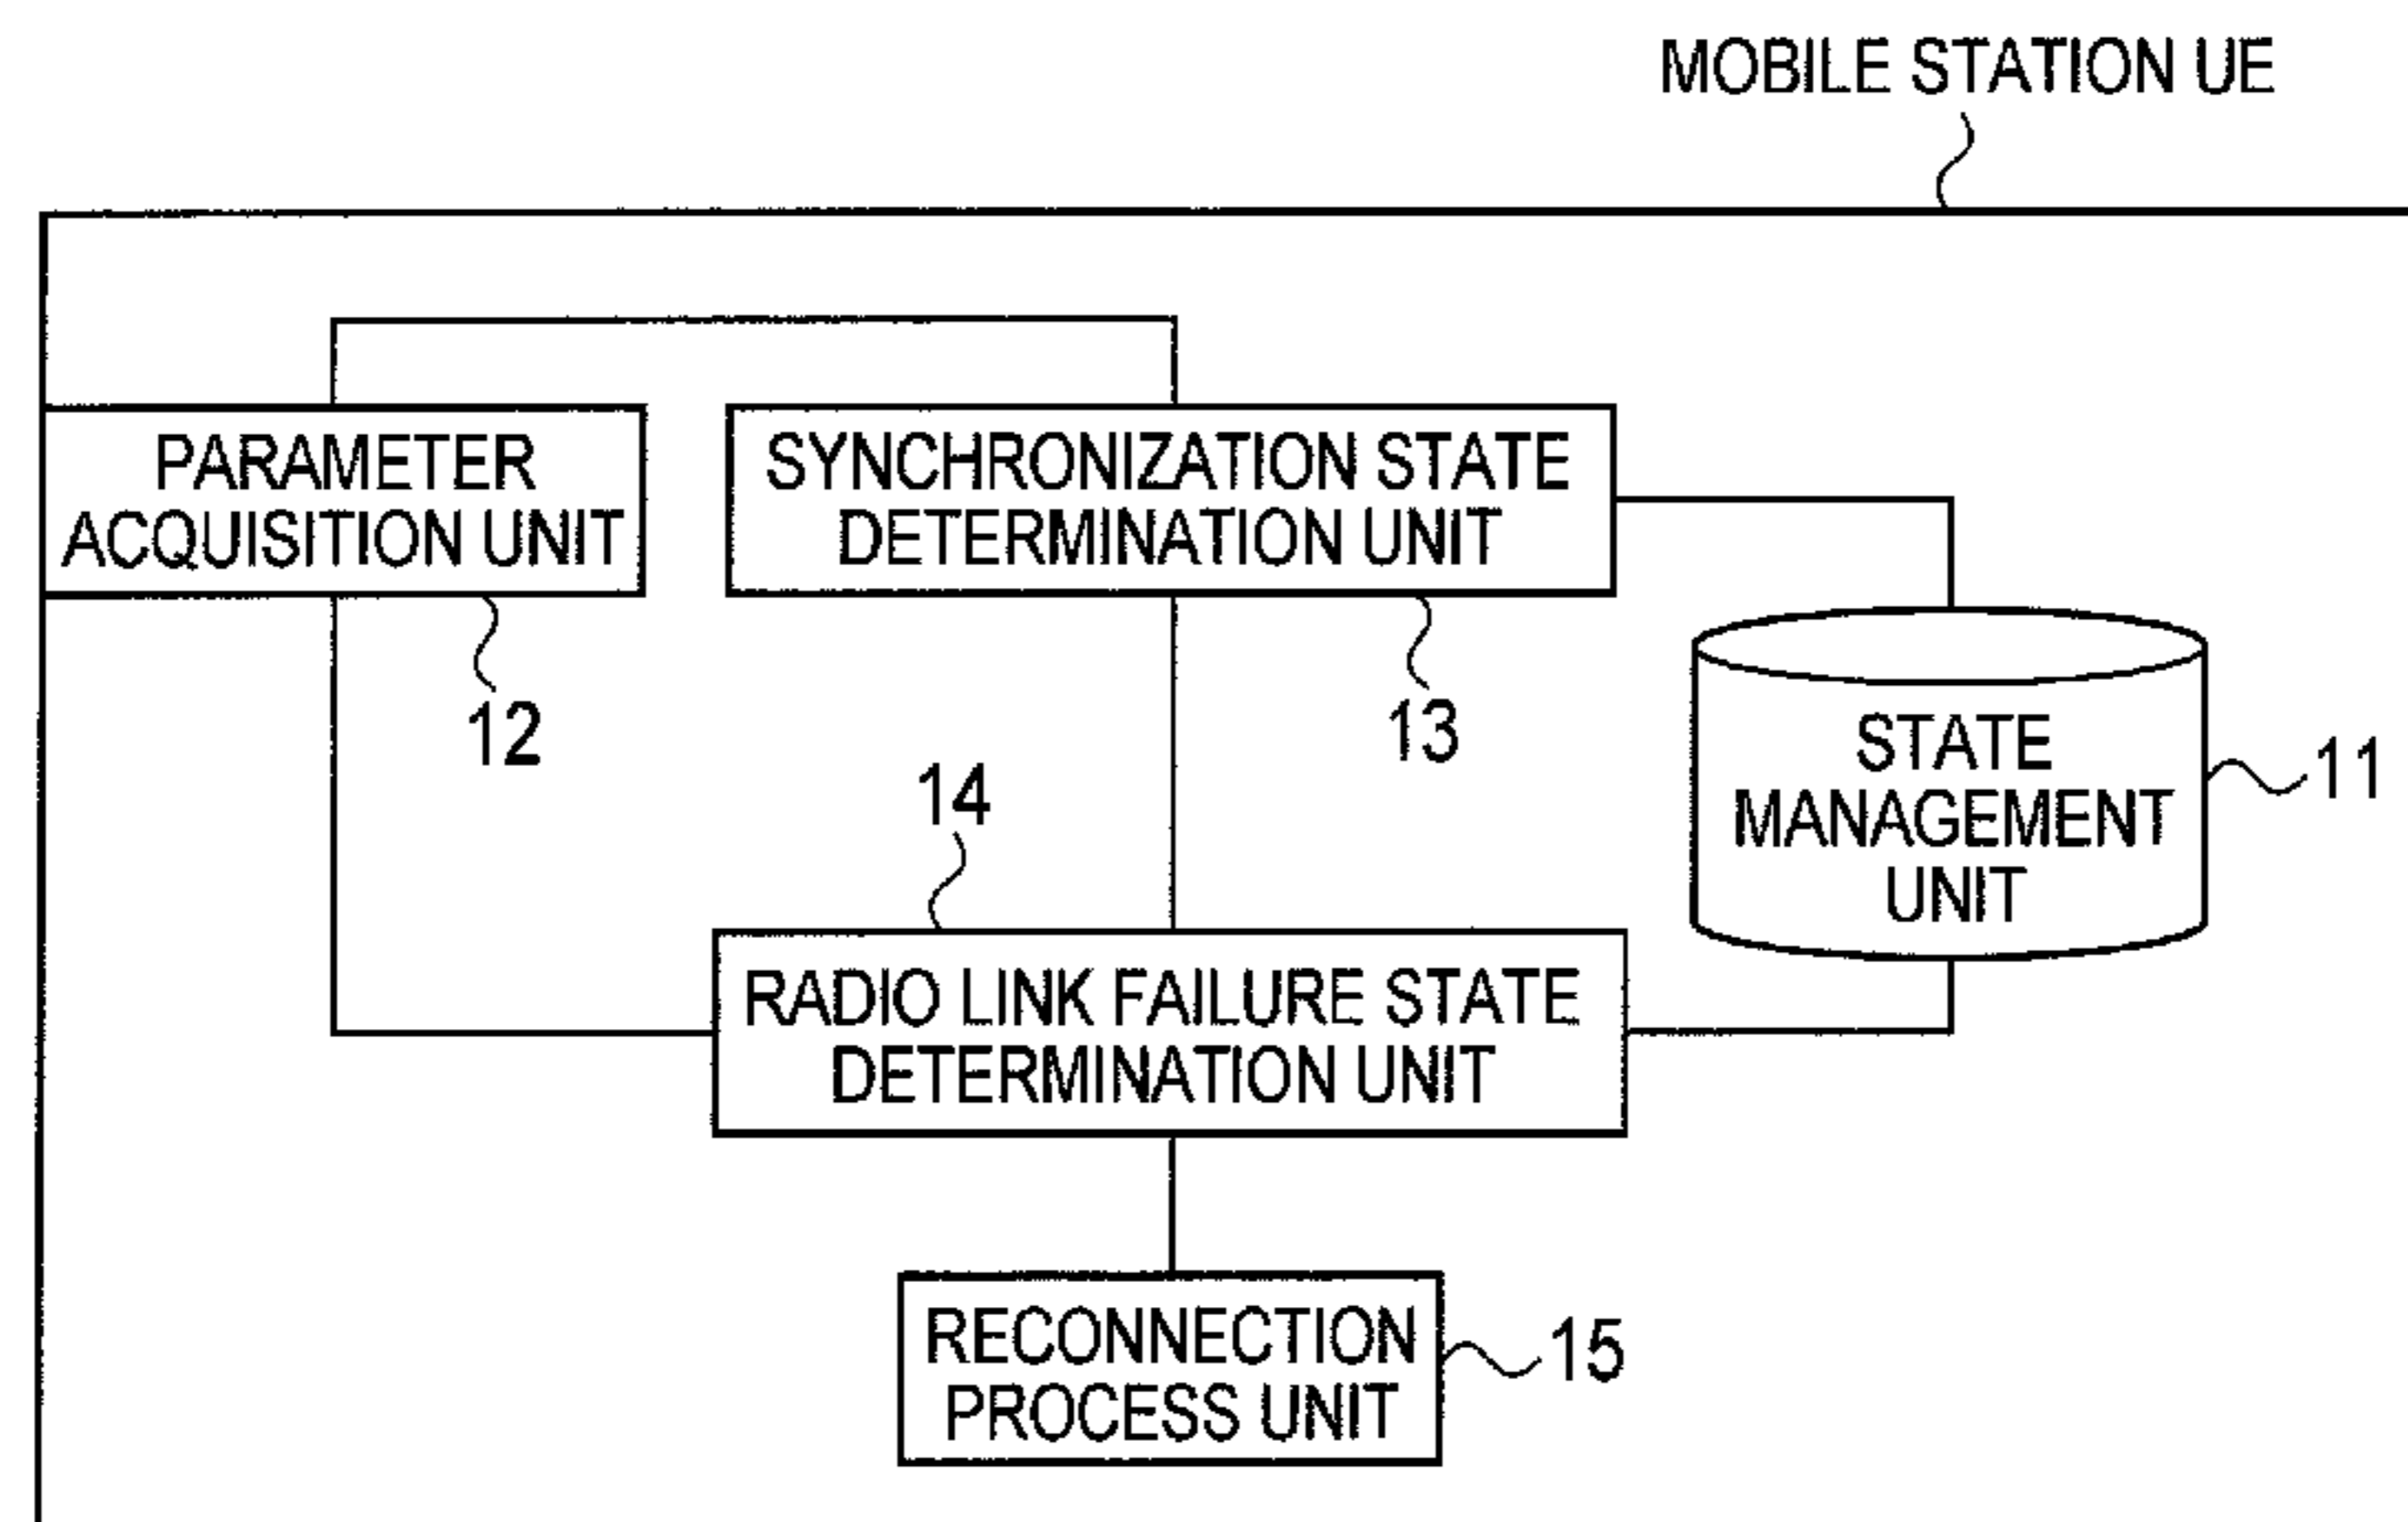 MOBILE STATION UE
PARAMETER
ACQUISITION UNIT
12
SYNCHRONIZATION STATE
DETERMINATION UNIT
13
STATE
MANAGEMENT
UNIT
11
14
RADIO LINK FAILURE STATE
DETERMINATION UNIT
RECONNECTION
PROCESS UNIT
15